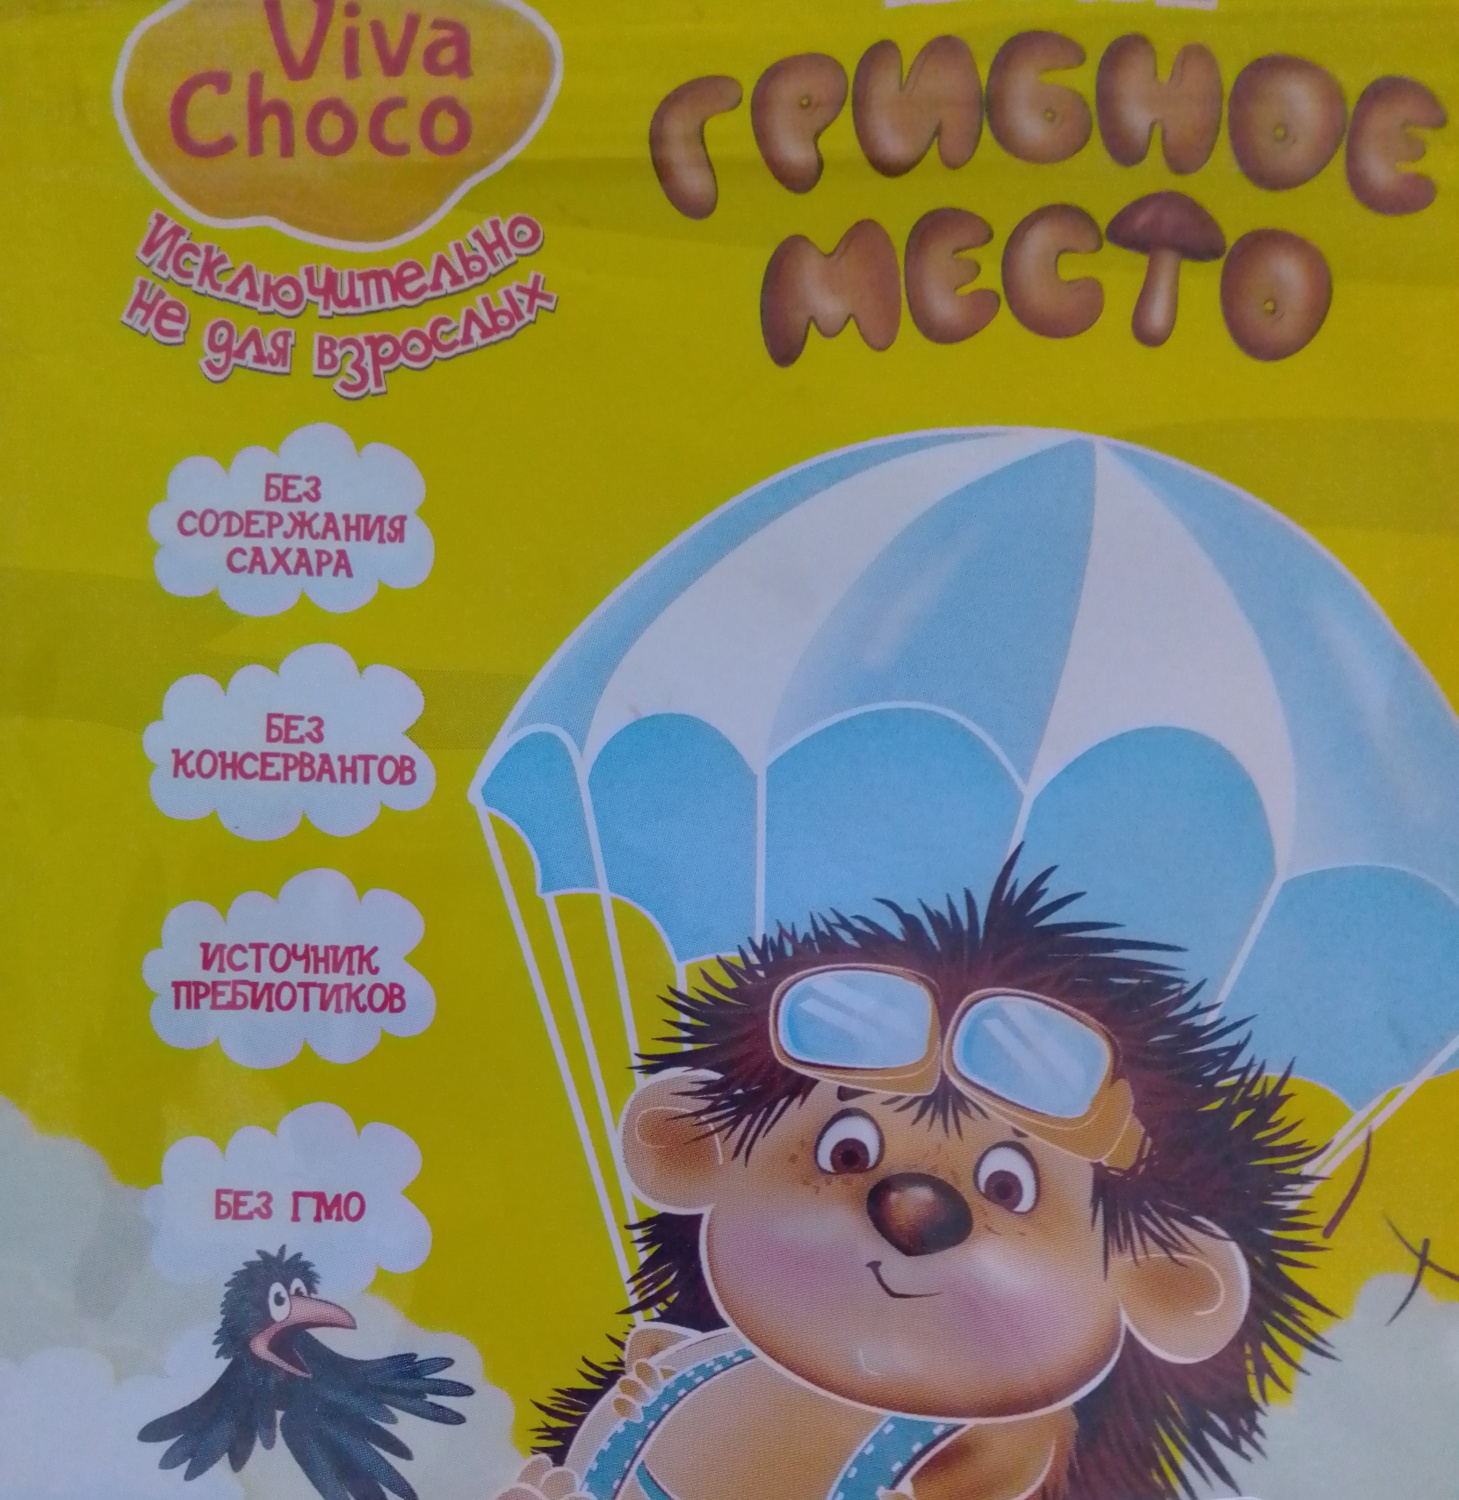 Viva
Choco
Исключительно
не для взрослых
ГРИБНОЕ
МЕСТО
БЕЗ
СОДЕРЖАНИЯ
САХАРА
БЕЗ
КОНСЕРВАНТОВ
ИСТОЧНИК
ПРЕБИОТИКОВ
БЕЗ ГМО